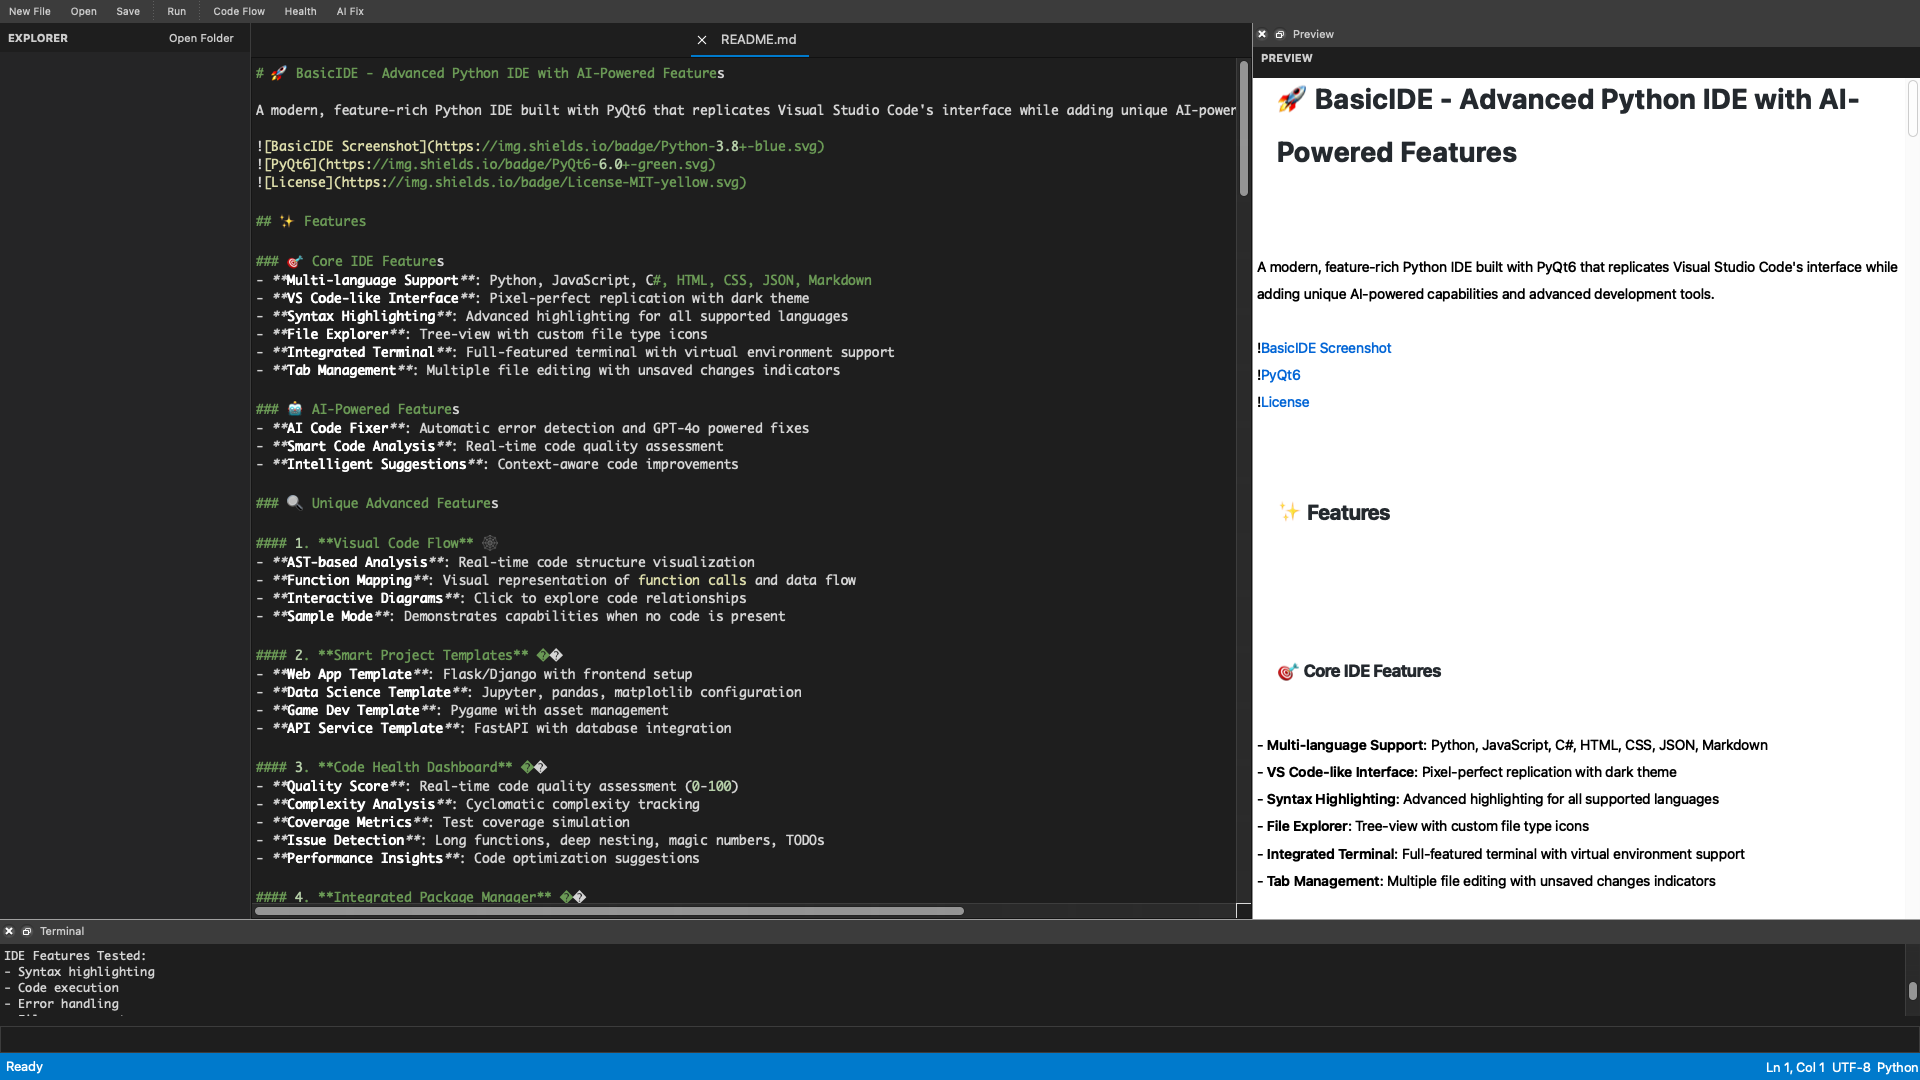 New File Open Save Run Code Flow Health AI Fix
EXPLORER Open Folder
× README.md
# 🚀 BasicIDE - Advanced Python IDE with AI-Powered Features
A modern, feature-rich Python IDE built with PyQt6 that replicates Visual Studio Code's interface while adding unique AI-power
![BasicIDE Screenshot](https://img.shields.io/badge/Python-3.8+-blue.svg)
![PyQt6](https://img.shields.io/badge/PyQt6-6.0+-green.svg)
![License](https://img.shields.io/badge/License-MIT-yellow.svg)
## ✨ Features
### 🎯 Core IDE Features
- **Multi-language Support**: Python, JavaScript, C#, HTML, CSS, JSON, Markdown
- **VS Code-like Interface**: Pixel-perfect replication with dark theme
- **Syntax Highlighting**: Advanced highlighting for all supported languages
- **File Explorer**: Tree-view with custom file type icons
- **Integrated Terminal**: Full-featured terminal with virtual environment support
- **Tab Management**: Multiple file editing with unsaved changes indicators
### 🤖 AI-Powered Features
- **AI Code Fixer**: Automatic error detection and GPT-4o powered fixes
- **Smart Code Analysis**: Real-time code quality assessment
- **Intelligent Suggestions**: Context-aware code improvements
### 🔍 Unique Advanced Features
#### 1. **Visual Code Flow** 🕸
- **AST-based Analysis**: Real-time code structure visualization
- **Function Mapping**: Visual representation of function calls and data flow
- **Interactive Diagrams**: Click to explore code relationships
- **Sample Mode**: Demonstrates capabilities when no code is present
#### 2. **Smart Project Templates** ��
- **Web App Template**: Flask/Django with frontend setup
- **Data Science Template**: Jupyter, pandas, matplotlib configuration
- **Game Dev Template**: Pygame with asset management
- **API Service Template**: FastAPI with database integration
#### 3. **Code Health Dashboard** ��
- **Quality Score**: Real-time code quality assessment (0-100)
- **Complexity Analysis**: Cyclomatic complexity tracking
- **Coverage Metrics**: Test coverage simulation
- **Issue Detection**: Long functions, deep nesting, magic numbers, TODOs
- **Performance Insights**: Code optimization suggestions
#### 4. **Integrated Package Manager** ��
Preview
PREVIEW
🚀 BasicIDE - Advanced Python IDE with AI-
Powered Features
A modern, feature-rich Python IDE built with PyQt6 that replicates Visual Studio Code's interface while
adding unique AI-powered capabilities and advanced development tools.
!BasicIDE Screenshot
!PyQt6
!License
✨ Features
🎯 Core IDE Features
- Multi-language Support: Python, JavaScript, C#, HTML, CSS, JSON, Markdown
- VS Code-like Interface: Pixel-perfect replication with dark theme
- Syntax Highlighting: Advanced highlighting for all supported languages
- File Explorer: Tree-view with custom file type icons
- Integrated Terminal: Full-featured terminal with virtual environment support
- Tab Management: Multiple file editing with unsaved changes indicators
Terminal
IDE Features Tested:
- Syntax highlighting
- Code execution
- Error handling
Ready
Ln 1, Col 1 UTF-8 Python